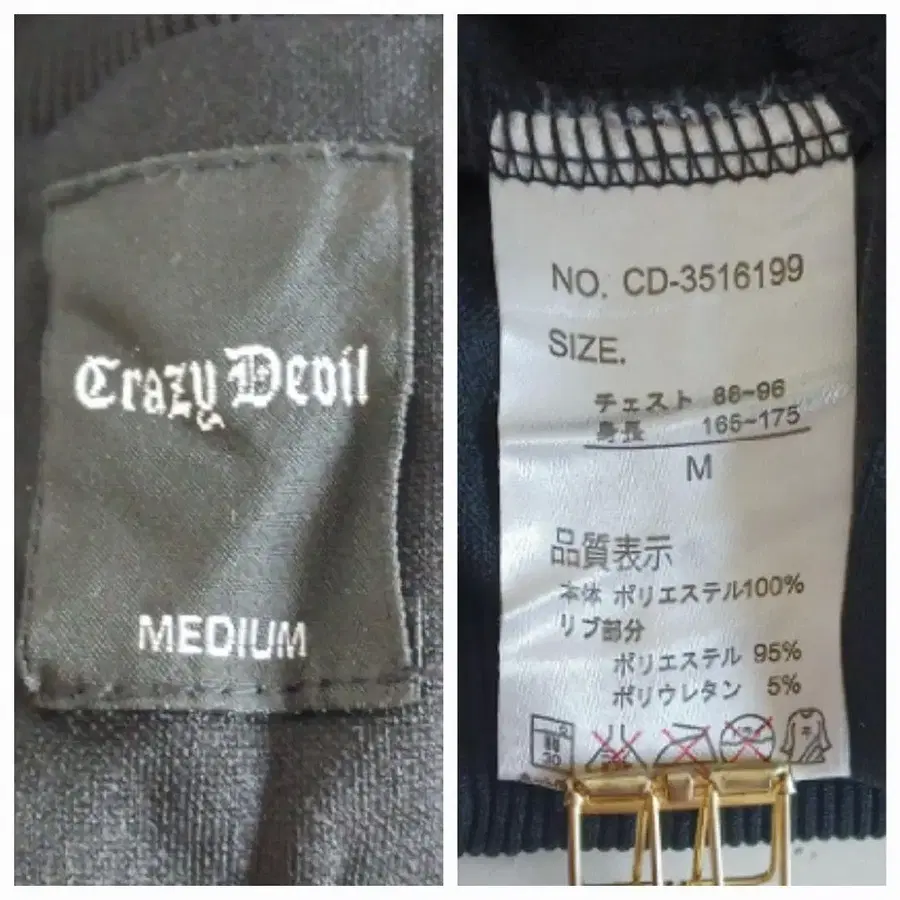 Crazy Devil
MEDIUM
NO. CD-3516199
SIZE.
チェスト 88-96
身長 165-175
M
品質表示
本体 ポリエステル100%
リブ部分
ポリエステル 95%
ポリウレタン 5%